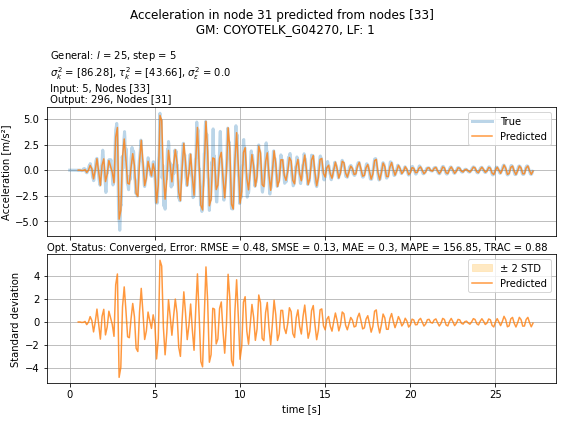 Acceleration in node 31 predicted from nodes [33]
GM: COYOTELK_G04270, LF: 1
General: l = 25, step = 5
σ²ₖ = [86.28], τ²ₖ = [43.66], σ²ₑ = 0.0
Input: 5, Nodes [33]
Output: 296, Nodes [31]
Acceleration [m/s²]
5.0
2.5
0.0
−2.5
−5.0
True
Predicted
Opt. Status: Converged, Error: RMSE = 0.48, SMSE = 0.13, MAE = 0.3, MAPE = 156.85, TRAC = 0.88
Standard deviation
4
2
0
−2
−4
± 2 STD
Predicted
0 5 10 15 20 25
time [s]